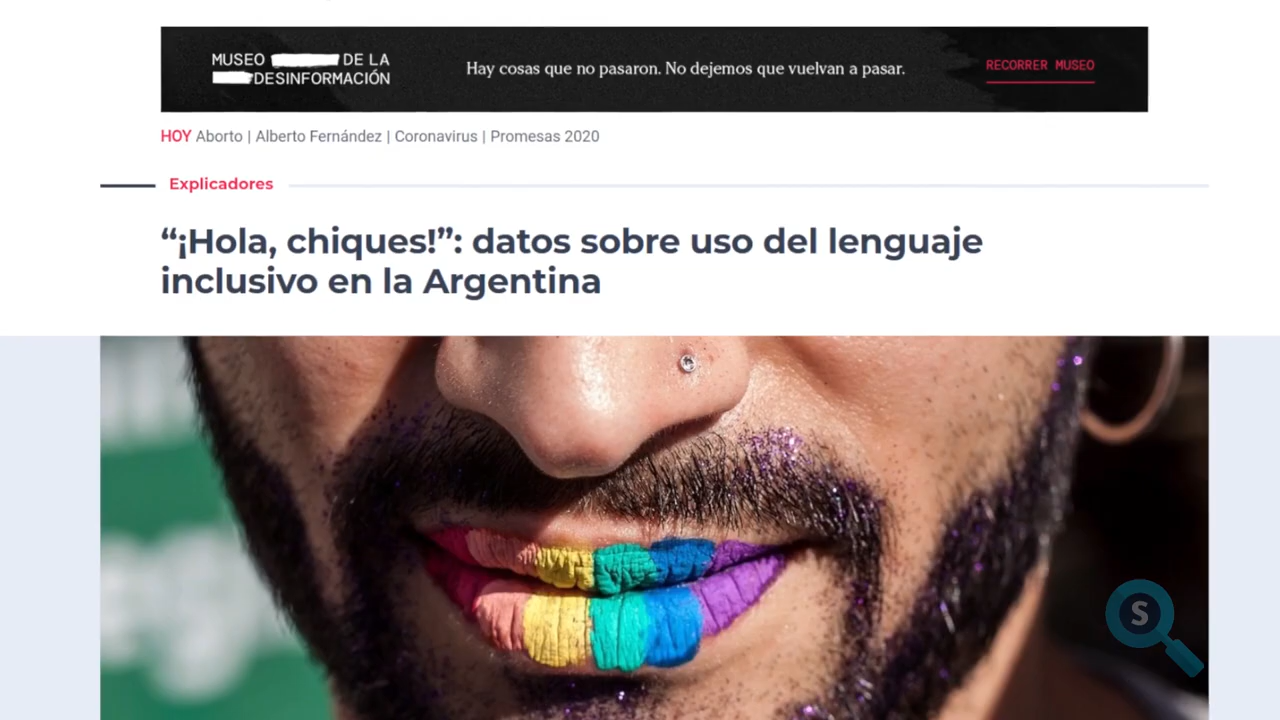 MUSEO DE LA
DESINFORMACIÓN
Hay cosas que no pasaron. No dejemos que vuelvan a pasar.
RECORRER MUSEO
HOY Aborto | Alberto Fernández | Coronavirus | Promesas 2020
Explicadores
“¡Hola, chiques!”: datos sobre uso del lenguaje
inclusivo en la Argentina
S